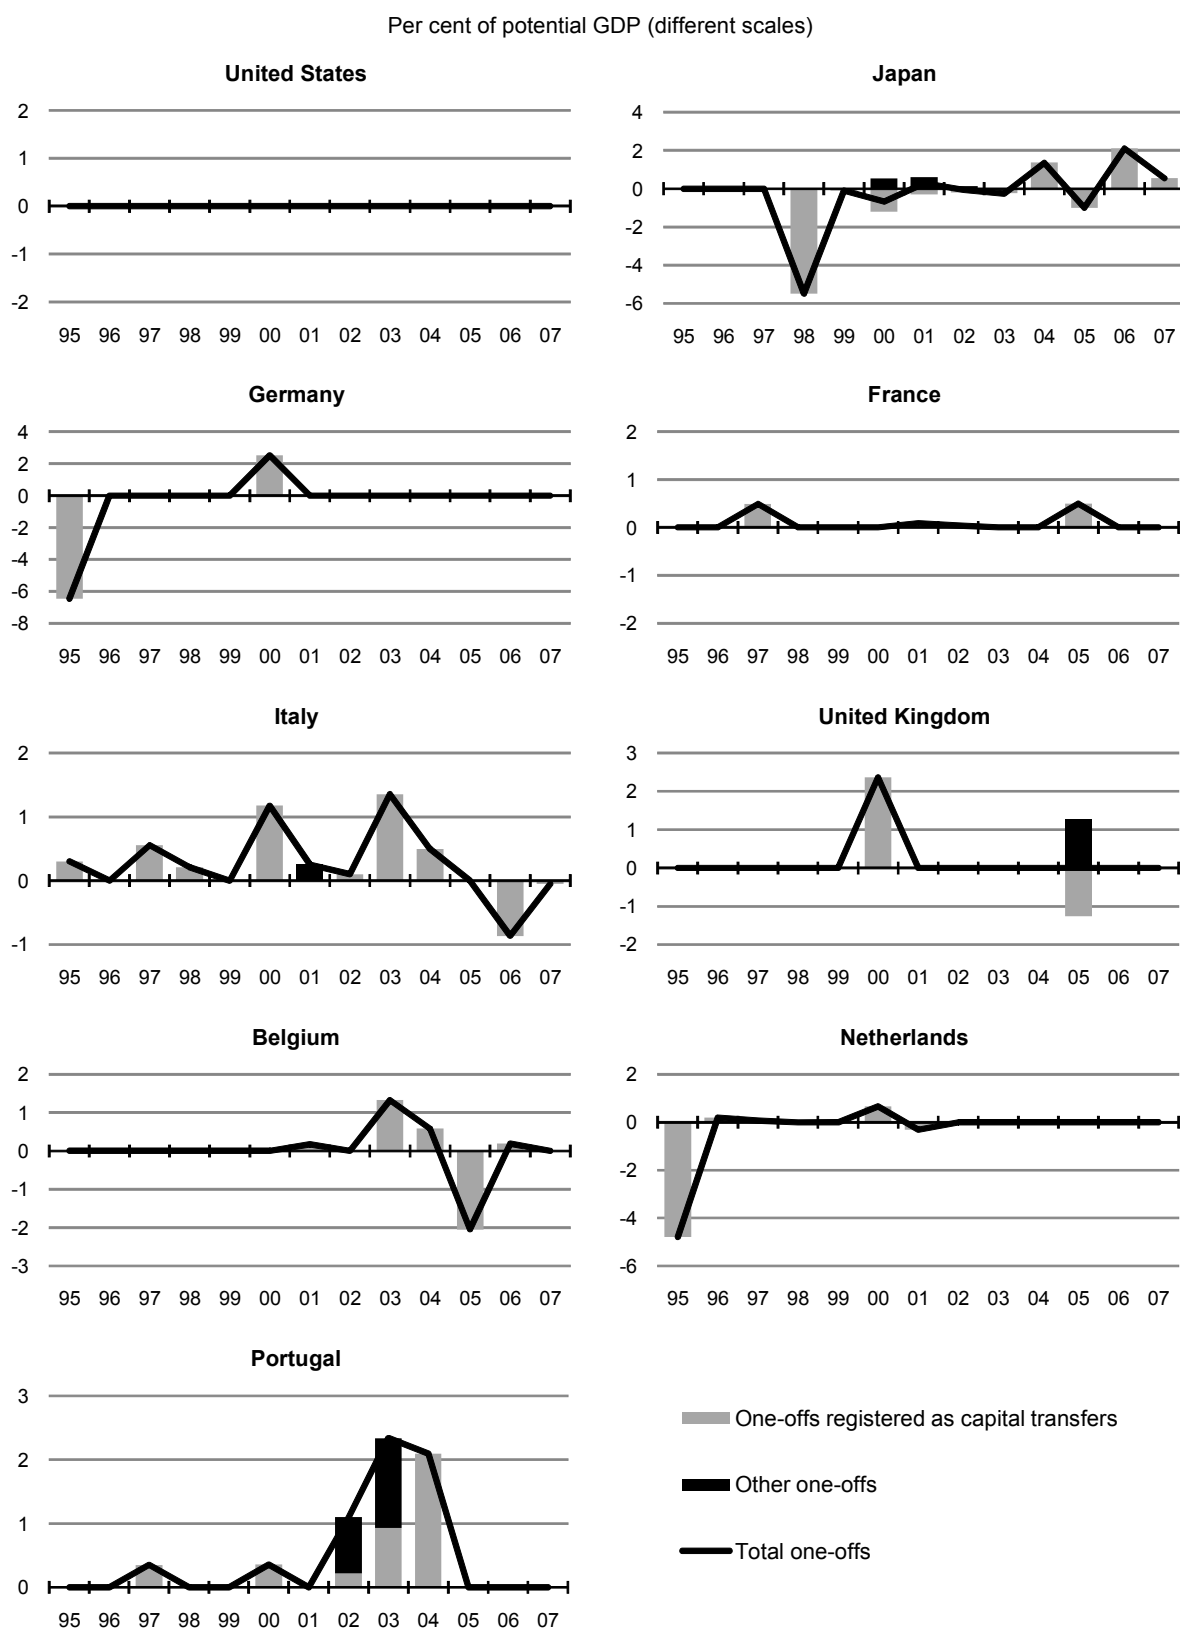 Per cent of potential GDP (different scales)
United States
2
1
0
-1
-2
95 96 97 98 99 00 01 02 03 04 05 06 07
Japan
4
2
0
-2
-4
-6
95 96 97 98 99 00 01 02 03 04 05 06 07
Germany
4
2
0
-2
-4
-6
-8
95 96 97 98 99 00 01 02 03 04 05 06 07
France
2
1
0
-1
-2
95 96 97 98 99 00 01 02 03 04 05 06 07
Italy
2
1
0
-1
95 96 97 98 99 00 01 02 03 04 05 06 07
United Kingdom
3
2
1
0
-1
-2
95 96 97 98 99 00 01 02 03 04 05 06 07
Belgium
2
1
0
-1
-2
-3
95 96 97 98 99 00 01 02 03 04 05 06 07
Netherlands
2
0
-2
-4
-6
95 96 97 98 99 00 01 02 03 04 05 06 07
Portugal
3
2
1
0
95 96 97 98 99 00 01 02 03 04 05 06 07
One-offs registered as capital transfers
Other one-offs
Total one-offs